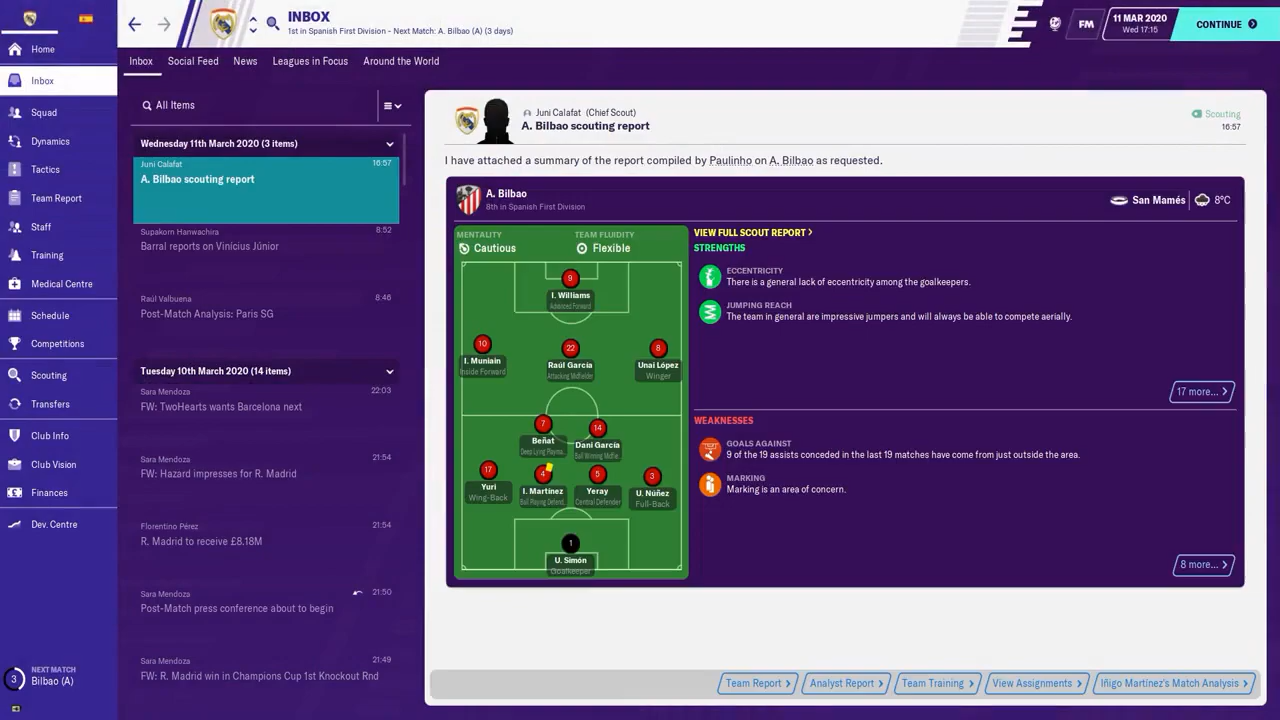 INBOX
1st in Spanish First Division - Next Match: A. Bilbao (A) (3 days)
FM
11 MAR 2020
Wed 17:15
CONTINUE
Home
Inbox
Squad
Dynamics
Tactics
Team Report
Staff
Training
Medical Centre
Schedule
Competitions
Scouting
Transfers
Club Info
Club Vision
Finances
Dev. Centre
3
NEXT MATCH
Bilbao (A)
Inbox
Social Feed
News
Leagues in Focus
Around the World
All Items
Wednesday 11th March 2020 (3 items)
Juni Calafat 16:57
A. Bilbao scouting report
Supakorn Hanwachira 8:52
Barral reports on Vinícius Júnior
Raúl Valbuena 8:46
Post-Match Analysis: Paris SG
Tuesday 10th March 2020 (14 items)
Sara Mendoza 22:03
FW: TwoHearts wants Barcelona next
Sara Mendoza 21:54
FW: Hazard impresses for R. Madrid
Florentino Pérez 21:54
R. Madrid to receive £8.18M
Sara Mendoza 21:50
Post-Match press conference about to begin
Sara Mendoza 21:49
FW: R. Madrid win in Champions Cup 1st Knockout Rnd
Juni Calafat (Chief Scout)
A. Bilbao scouting report
Scouting
16:57
I have attached a summary of the report compiled by Paulinho on A. Bilbao as requested.
A. Bilbao
8th in Spanish First Division
San Mamés
8°C
MENTALITY
Cautious
TEAM FLUIDITY
Flexible
9
I. Williams
Advanced Forward
10
I. Muniain
Inside Forward
22
Raúl García
Attacking Midfielder
8
Unai López
Winger
7
Beñat
Deep Lying Playma...
14
Dani García
Ball Winning Midfie...
17
Yuri
Wing-Back
4
I. Martínez
Ball Playing Defend...
5
Yeray
Central Defender
3
U. Núñez
Full-Back
1
U. Simón
Goalkeeper
VIEW FULL SCOUT REPORT >
STRENGTHS
ECCENTRICITY
There is a general lack of eccentricity among the goalkeepers.
JUMPING REACH
The team in general are impressive jumpers and will always be able to compete aerially.
17 more... >
WEAKNESSES
GOALS AGAINST
9 of the 19 assists conceded in the last 19 matches have come from just outside the area.
MARKING
Marking is an area of concern.
8 more... >
Team Report >
Analyst Report >
Team Training >
View Assignments >
Iñigo Martínez's Match Analysis >